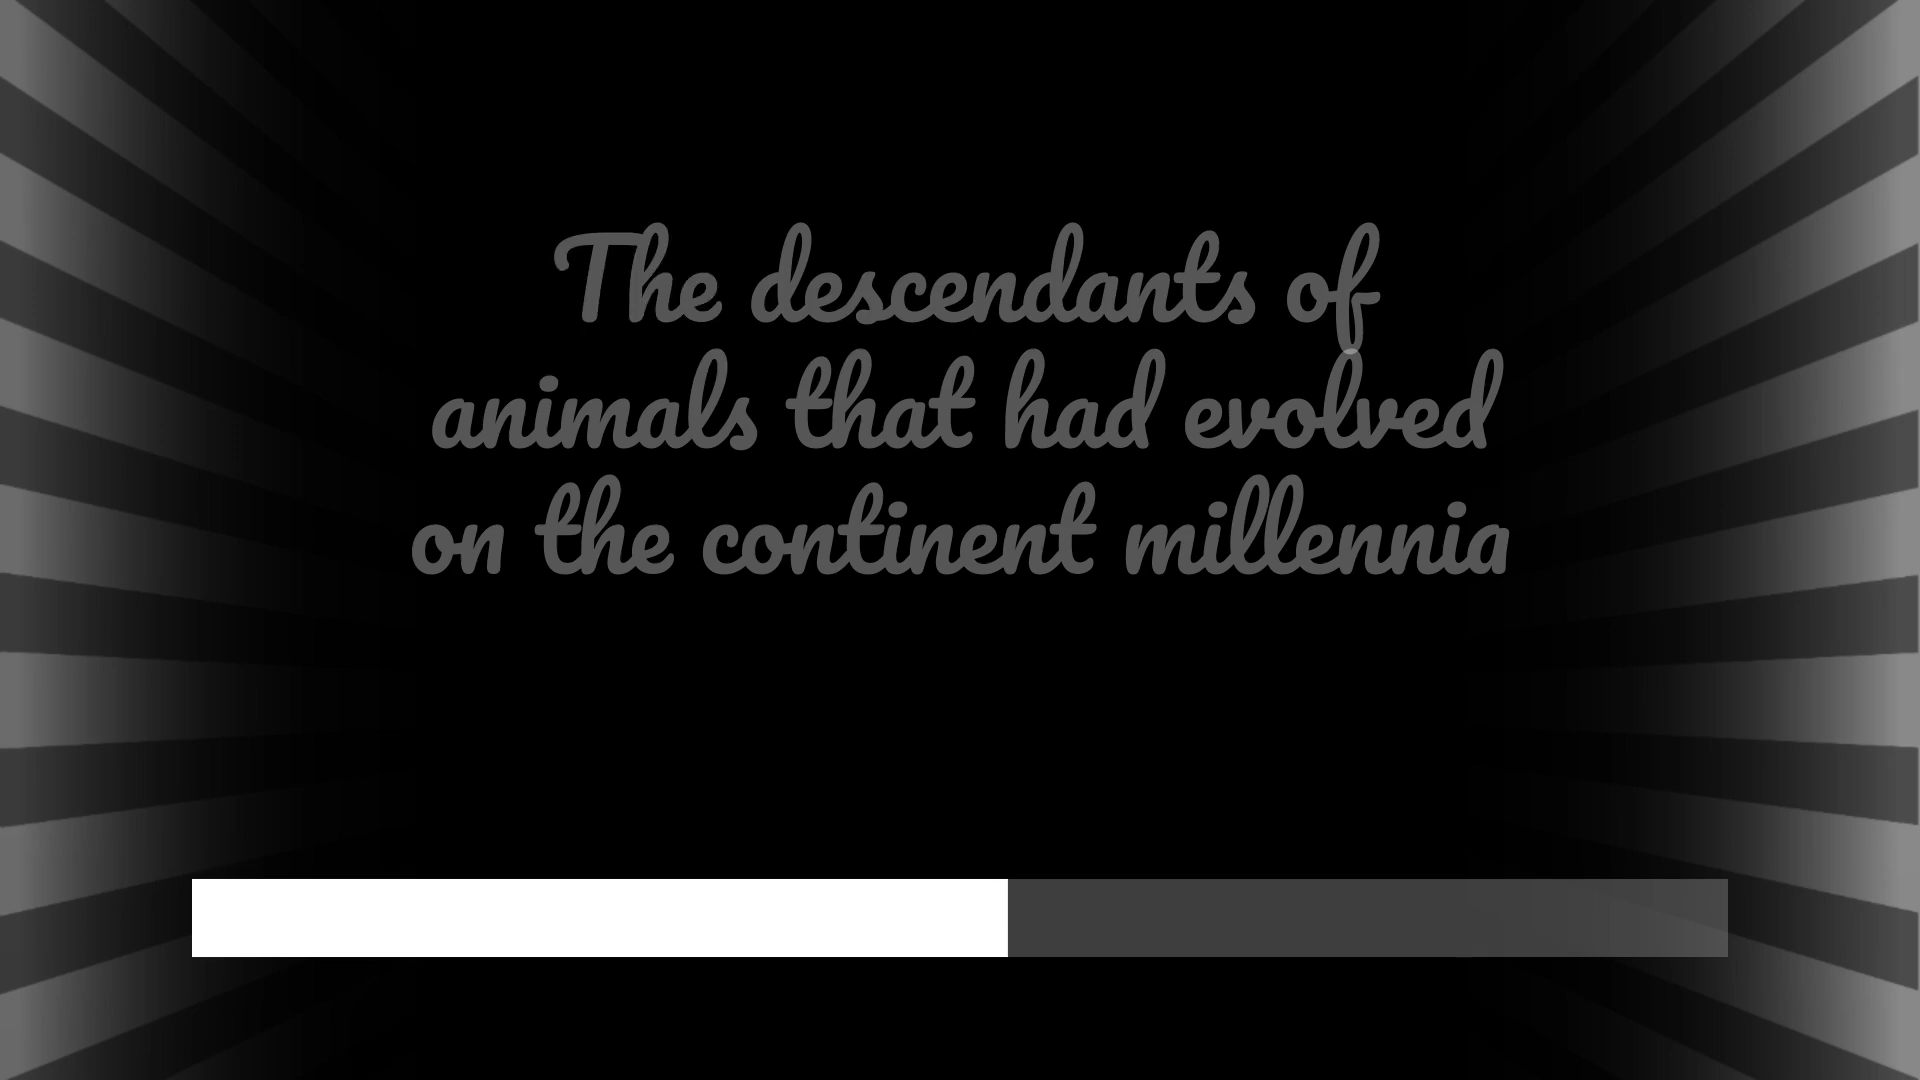 The descendants of
animals that had evolved
on the continent millennia